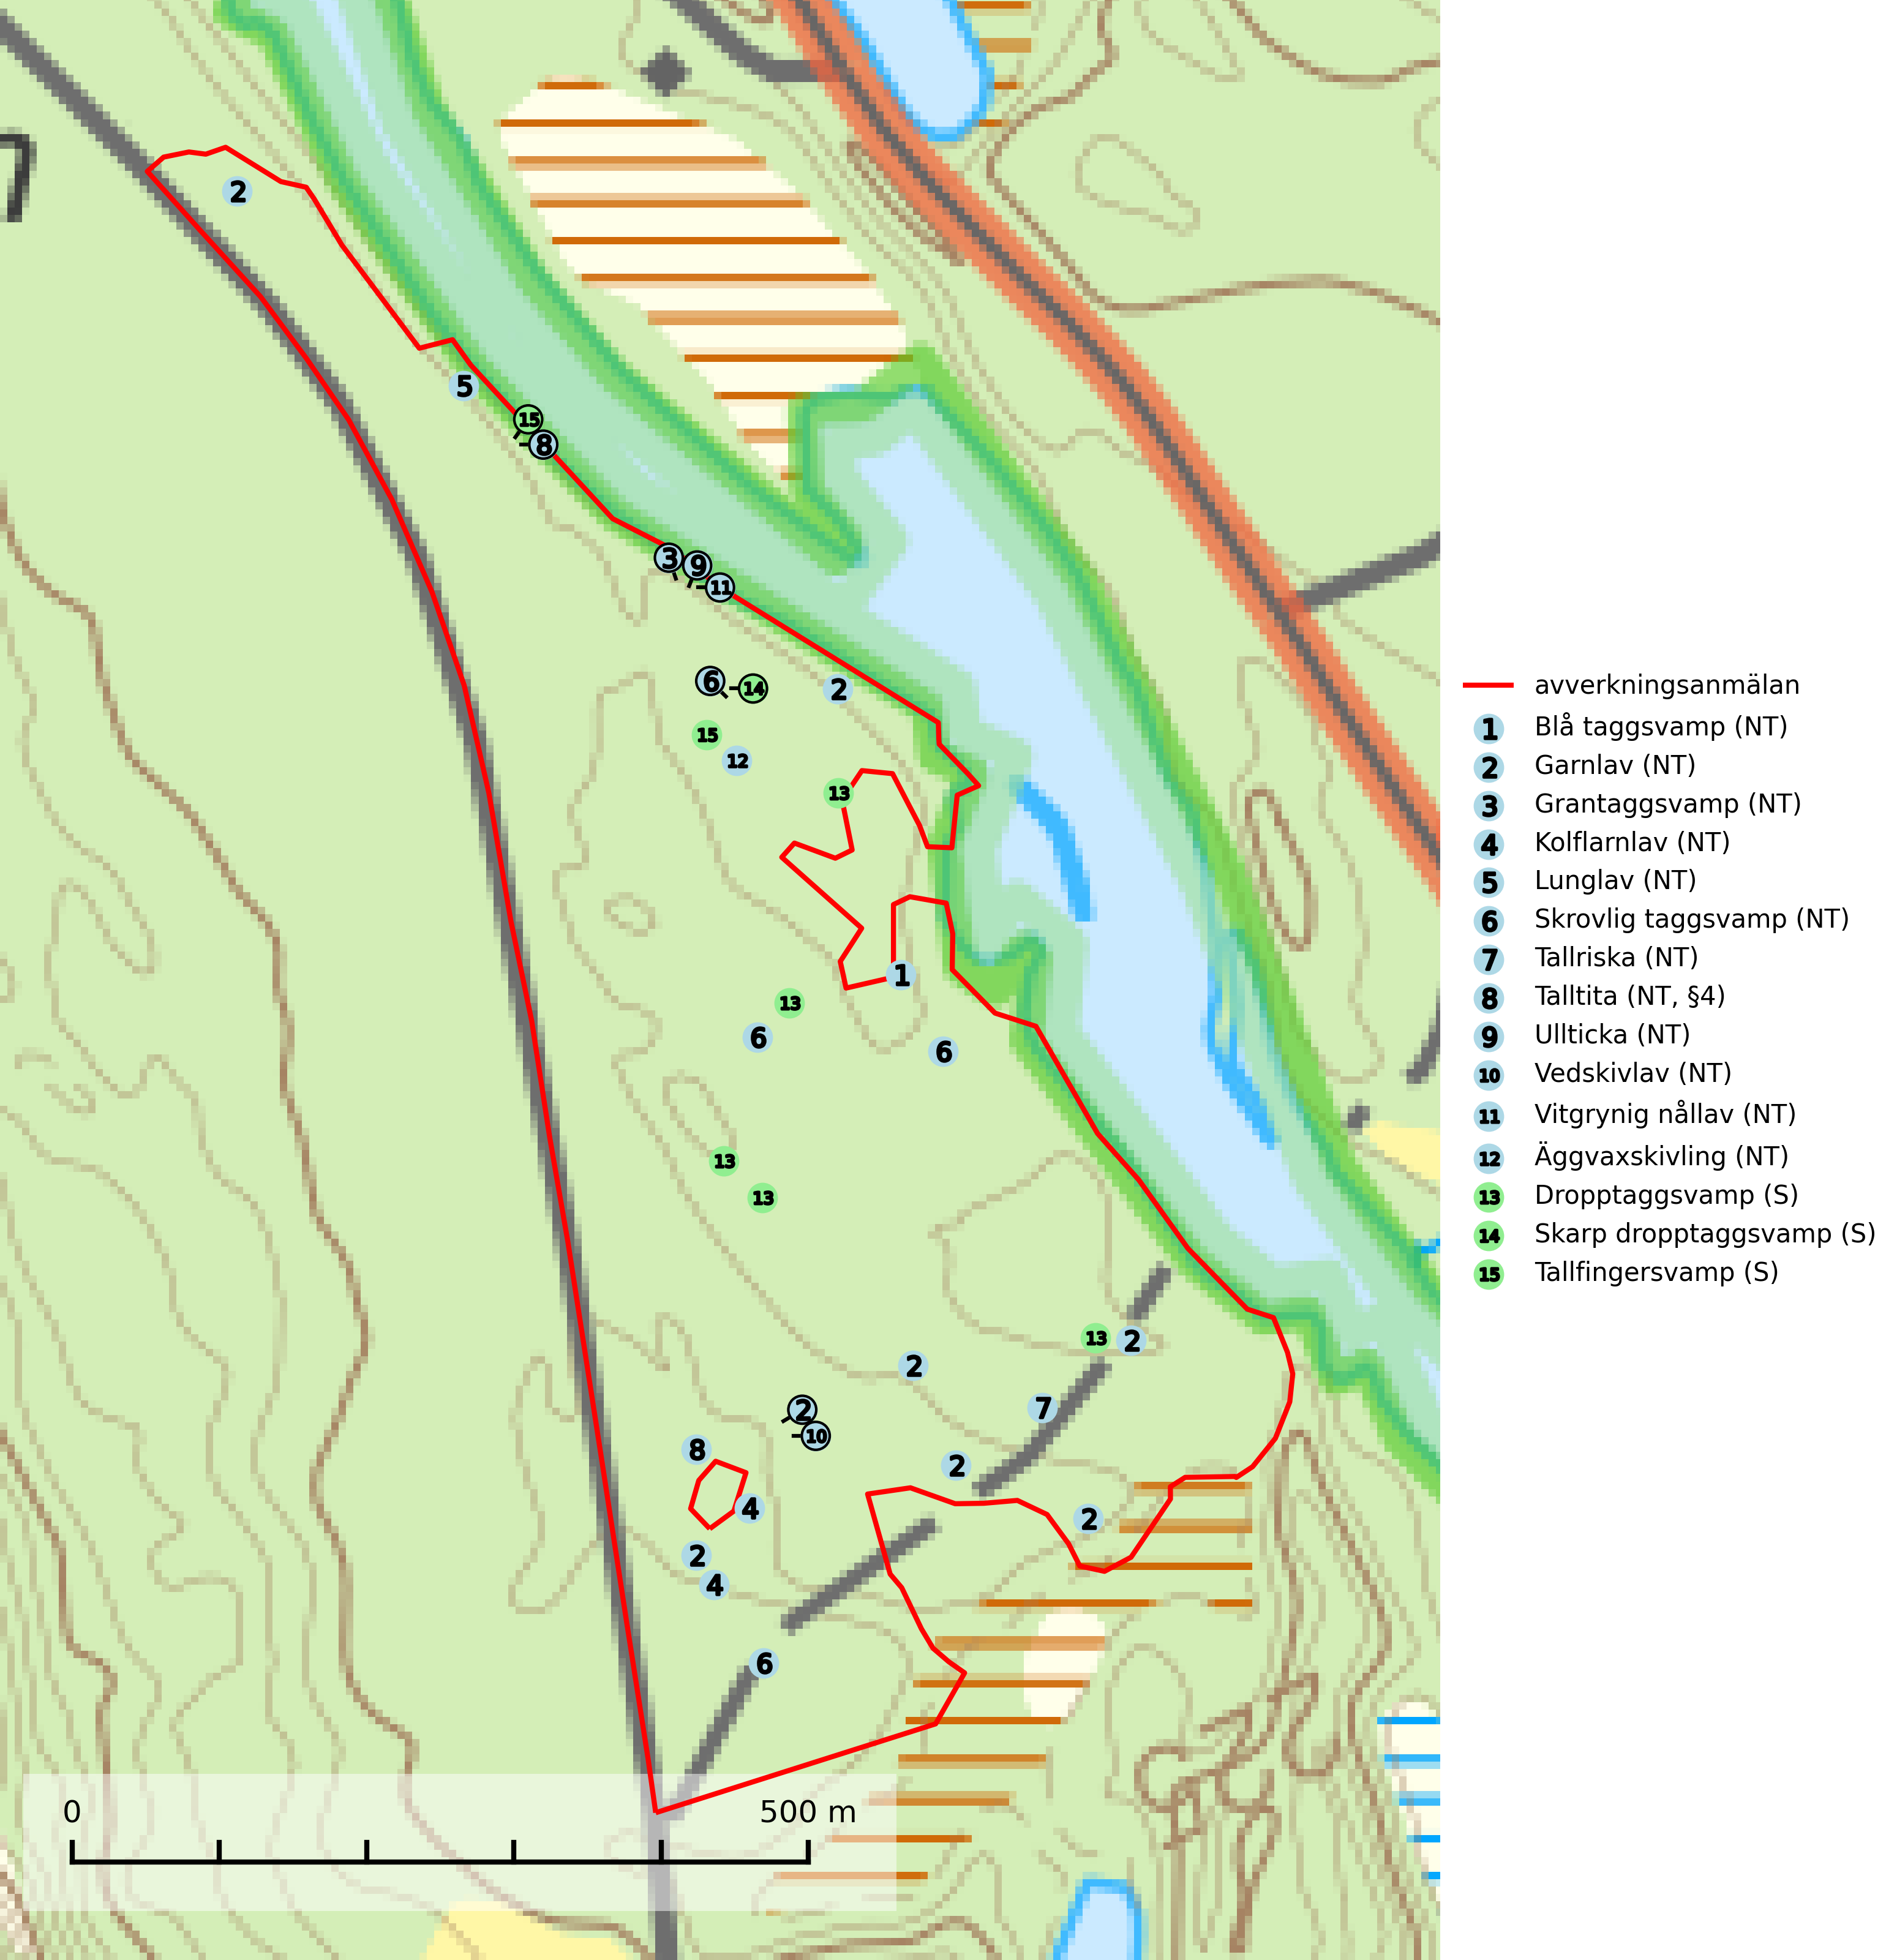 2
5
15
8
3
9
11
6
14
2
15
12
13
1
13
6
6
13
13
13
2
2
7
2
10
8
2
4
2
2
4
6
0
500 m
avverkningsanmälan
1 Blå taggsvamp (NT)
2 Garnlav (NT)
3 Grantaggsvamp (NT)
4 Kolflarnlav (NT)
5 Lunglav (NT)
6 Skrovlig taggsvamp (NT)
7 Tallriska (NT)
8 Talltita (NT, §4)
9 Ullticka (NT)
10 Vedskivlav (NT)
11 Vitgrynig nållav (NT)
12 Äggvaxskivling (NT)
13 Dropptaggsvamp (S)
14 Skarp dropptaggsvamp (S)
15 Tallfingersvamp (S)